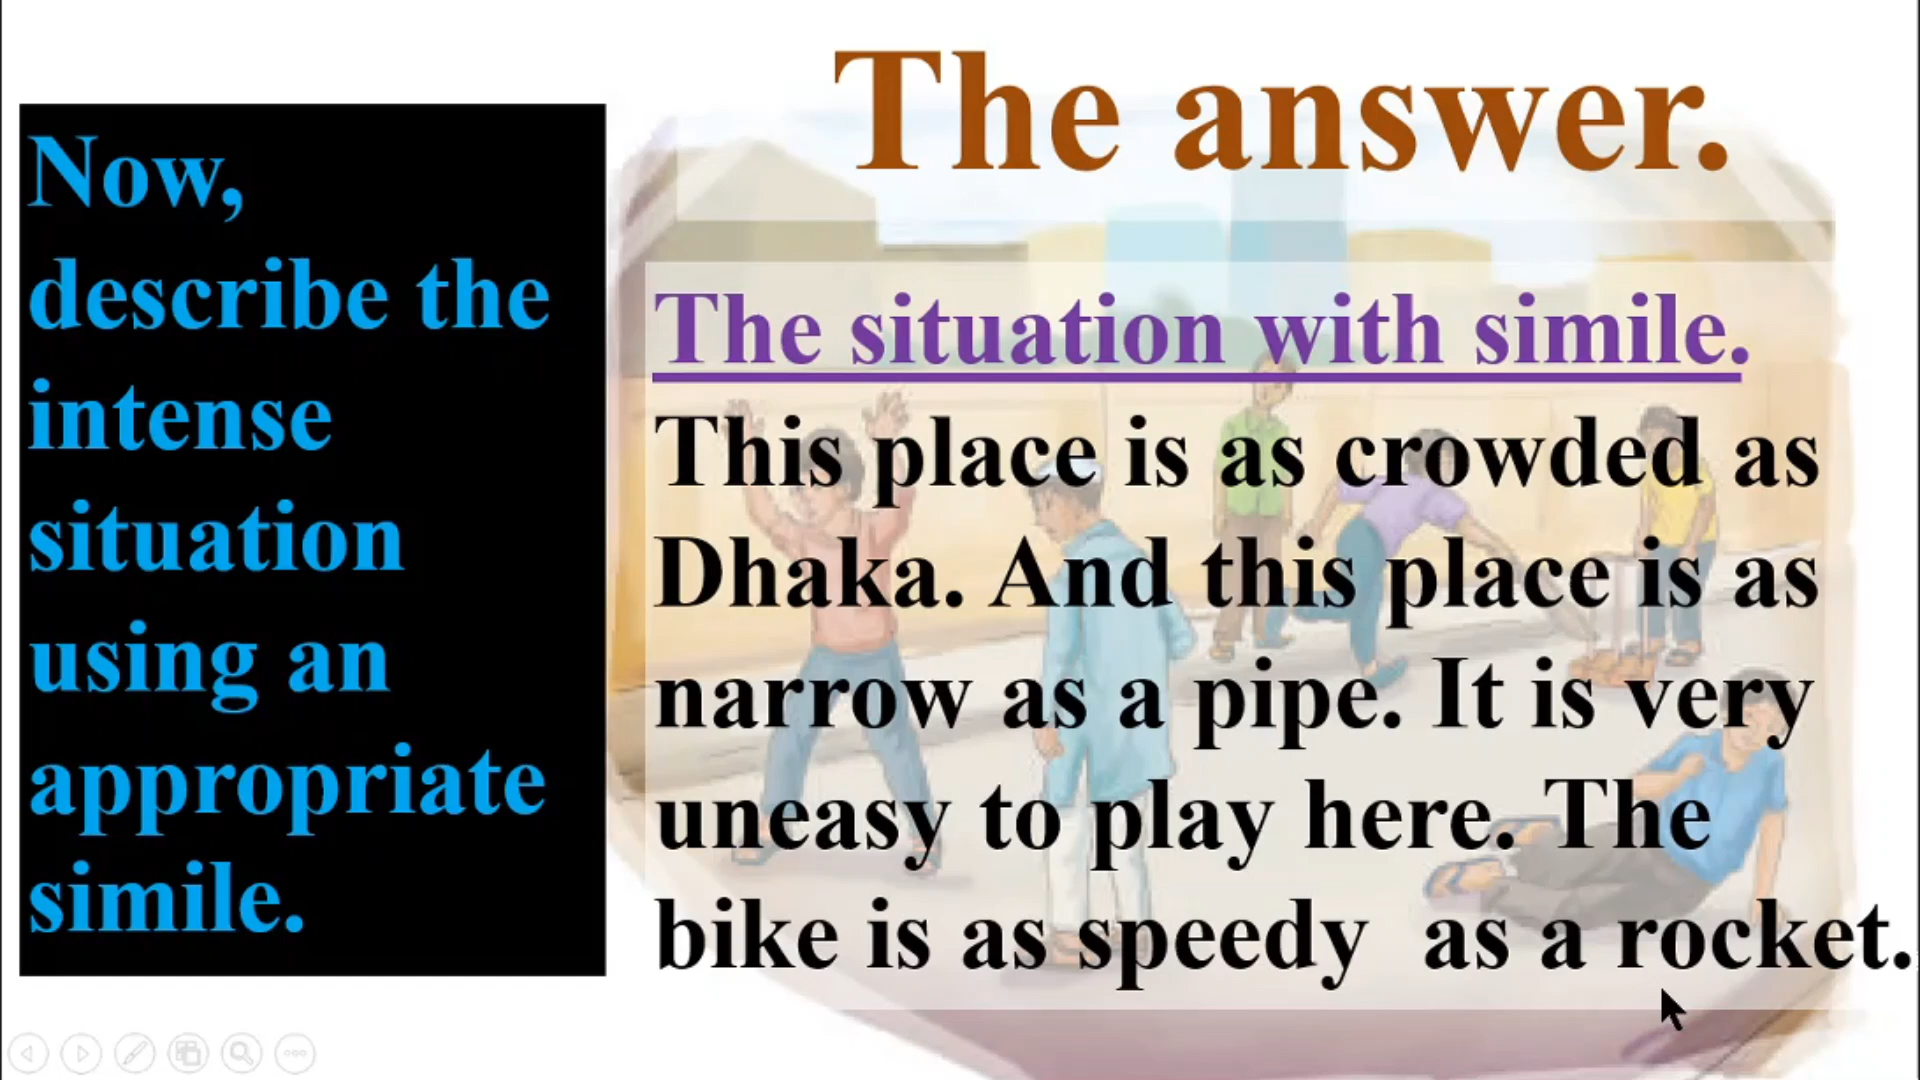 Now,
describe the
intense
situation
using an
appropriate
simile.
The answer.
The situation with simile.
This place is as crowded as
Dhaka. And this place is as
narrow as a pipe. It is very
uneasy to play here. The
bike is as speedy  as a rocket.